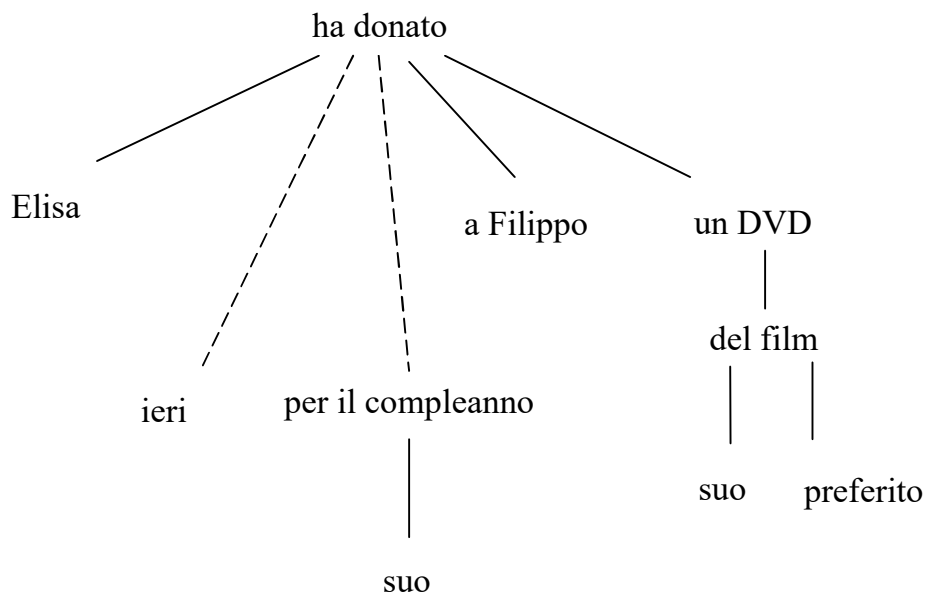 ha donato
Elisa
a Filippo
un DVD
del film
ieri
per il compleanno
suo
preferito
suo